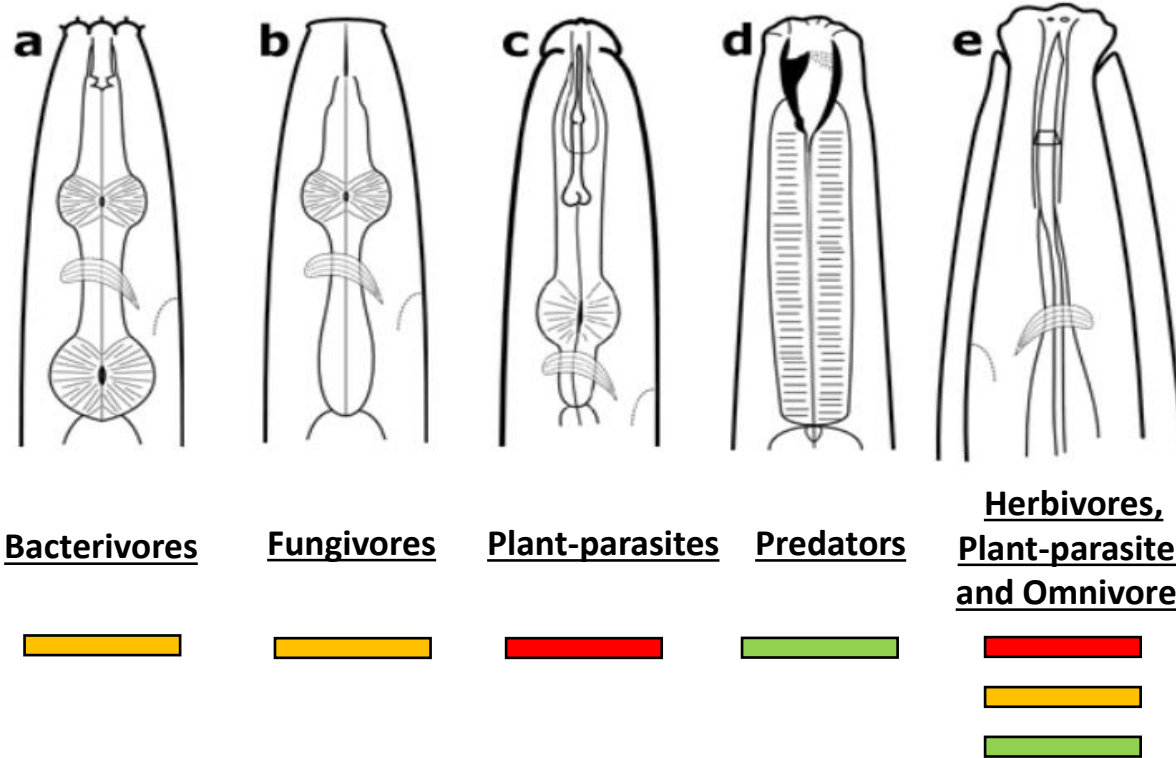 a b c d e
Bacterivores Fungivores Plant-parasites Predators
Herbivores,
Plant-parasite
and Omnivore